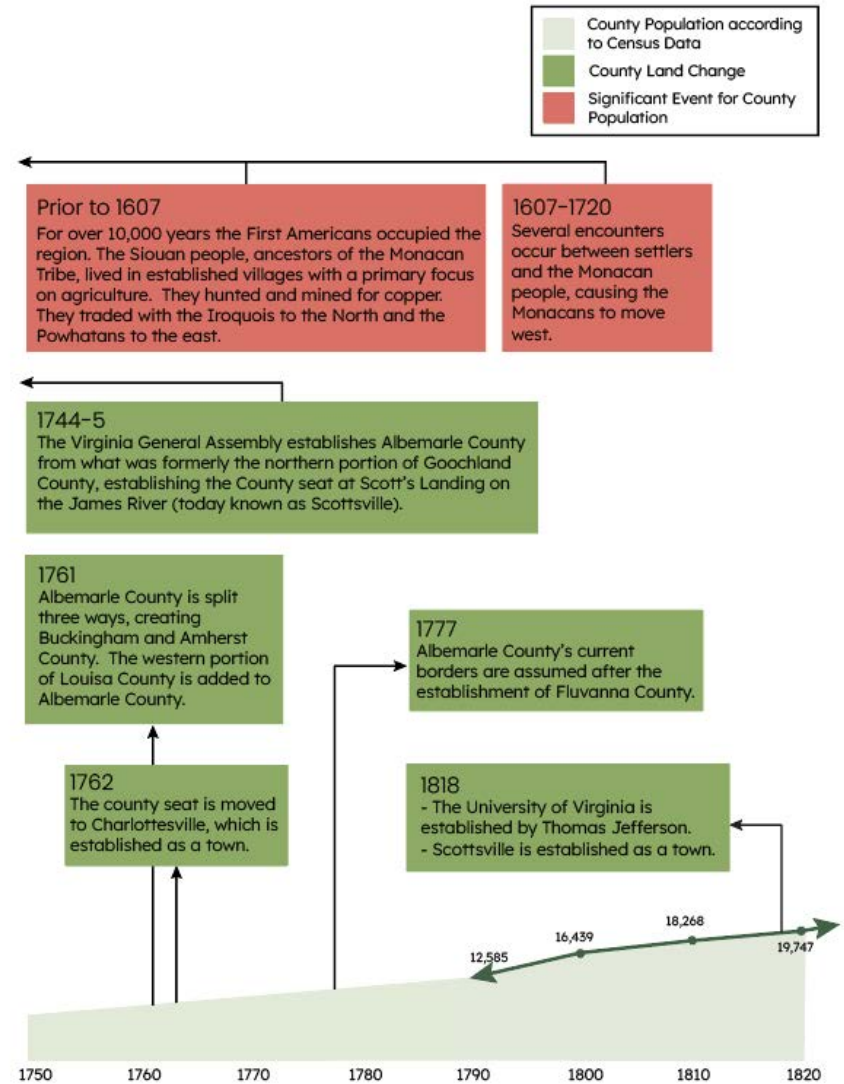 County Population according
to Census Data
County Land Change
Significant Event for County
Population
Prior to 1607
For over 10,000 years the First Americans occupied the
region. The Siouan people, ancestors of the Monacan
Tribe, lived in established villages with a primary focus
on agriculture. They hunted and mined for copper.
They traded with the Iroquois to the North and the
Powhatans to the east.
1607-1720
Several encounters
occur between settlers
and the Monacan
people, causing the
Monacans to move
west.
1744-5
The Virginia General Assembly establishes Albemarle County
from what was formerly the northern portion of Goochland
County, establishing the County seat at Scott's Landing on
the James River (today known as Scottsville).
1761
Albemarle County is split
three ways, creating
Buckingham and Amherst
County. The western portion
of Louisa County is added to
Albemarle County.
1777
Albemarle County's current
borders are assumed after the
establishment of Fluvanna County.
1762
The county seat is moved
to Charlottesville, which is
established as a town.
1818
- The University of Virginia is
established by Thomas Jefferson.
- Scottsville is established as a town.
12,585
16,439
18,268
19,747
1750 1760 1770 1780 1790 1800 1810 1820